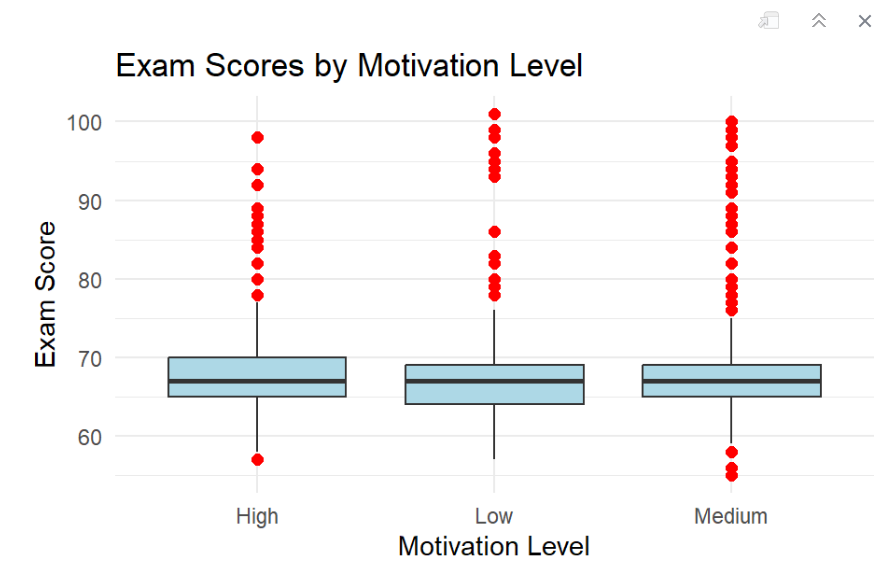 Exam Scores by Motivation Level
100
90
80
70
60
Exam Score
High Low Medium
Motivation Level